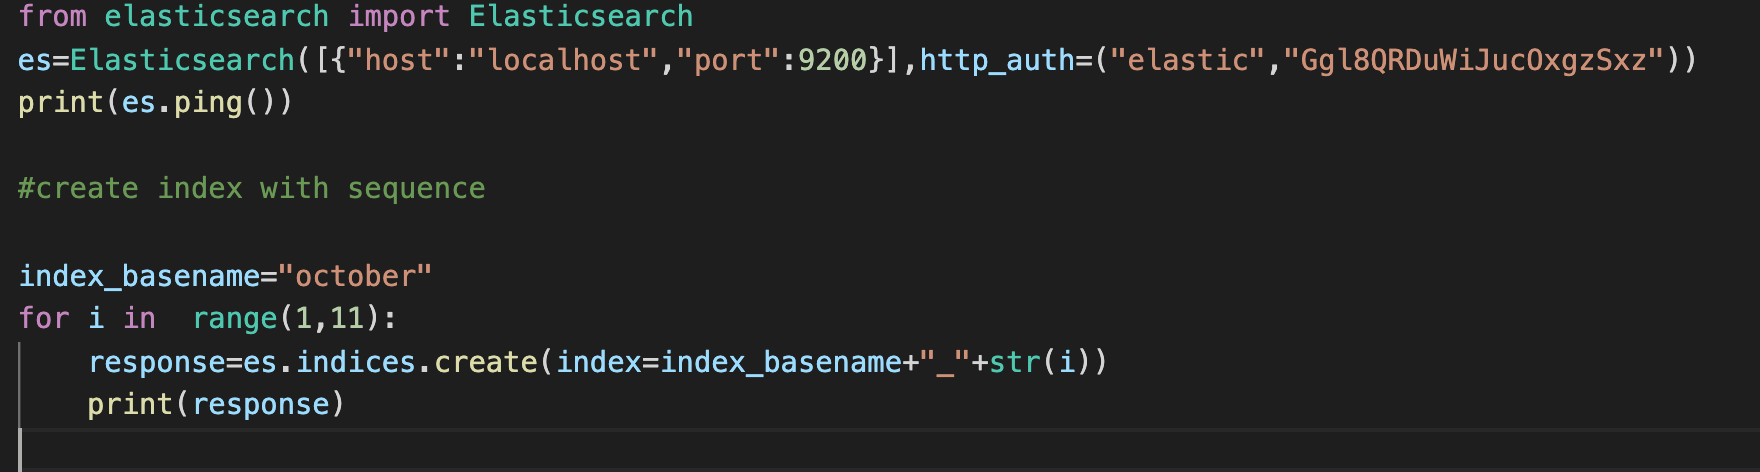 from elasticsearch import Elasticsearch
es=Elasticsearch([{"host":"localhost","port":9200}],http_auth=("elastic","Ggl8QRDuWiJucOxgzSxz"))
print(es.ping())
#create index with sequence
index_basename="october"
for i in  range(1,11):
    response=es.indices.create(index=index_basename+"_"+str(i))
    print(response)